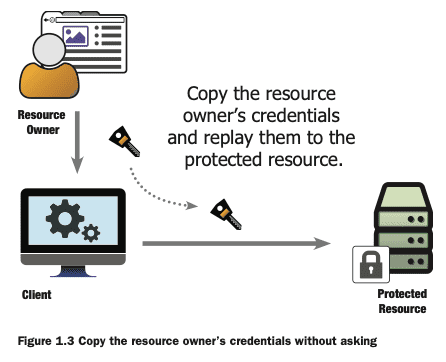 Resource
Owner
Copy the resource
owner's credentials
and replay them to the
protected resource.
Client
Protected
Resource
Figure 1.3 Copy the resource owner's credentials without asking